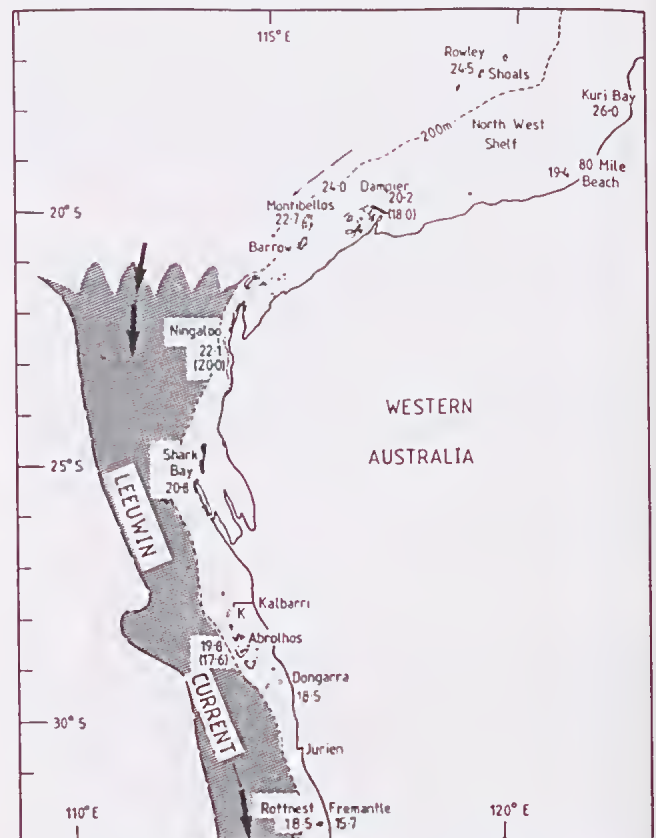 115°E
Rowley
24·5 Shoals
Kuri Bay
26·0
200m
North West
Shelf
19·4 80 Mile
Beach
24·0 Dampier
20·2
(18·0)
Montibellos
22·7
20°S
Barrow
Ningaloo
22·1
(20·0)
WESTERN
AUSTRALIA
Shark
Bay
20·8
25°S
LEEUWIN
K
Kalbarri
Abrolhos
19·8
(17·6)
Dongarra
18·5
CURRENT
30°S
Jurien
Rottnest Fremantle
18·5 15·7
110°E
120°E